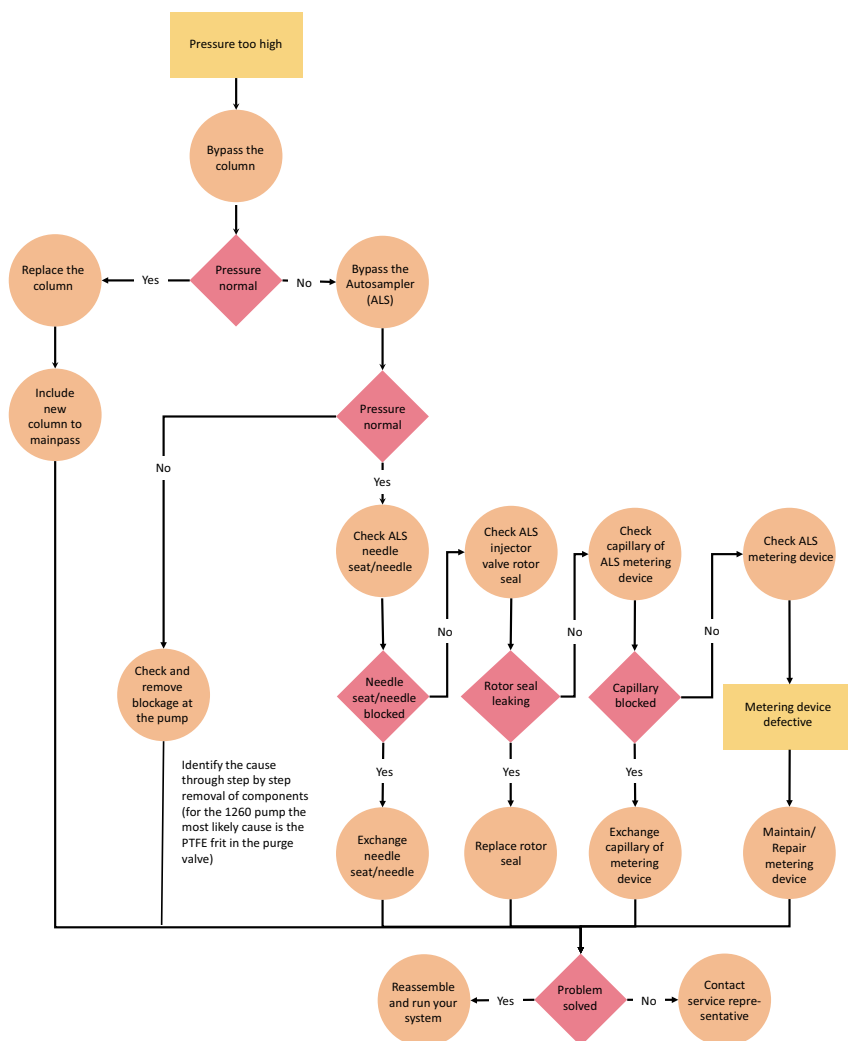 Pressure too high
Bypass the
column
Replace the
column
Yes
Pressure
normal
No
Bypass the
Autosampler
(ALS)
Include
new
column to
mainpass
Pressure
normal
No
Yes
Check ALS
needle
seat/needle
Check ALS
injector
valve rotor
seal
Check
capillary of
ALS metering
device
Check ALS
metering device
No
No
No
Check and
remove
blockage at
the pump
Needle
seat/needle
blocked
Rotor seal
leaking
Capillary
blocked
Metering device
defective
Identify the cause
through step by step
removal of components
(for the 1260 pump the
most likely cause is the
PTFE frit in the purge
valve)
Yes
Yes
Yes
Exchange
needle
seat/needle
Replace rotor
seal
Exchange
capillary of
metering
device
Maintain/
Repair
metering
device
Reassemble
and run your
system
Yes
Problem
solved
No
Contact
service repre-
sentative